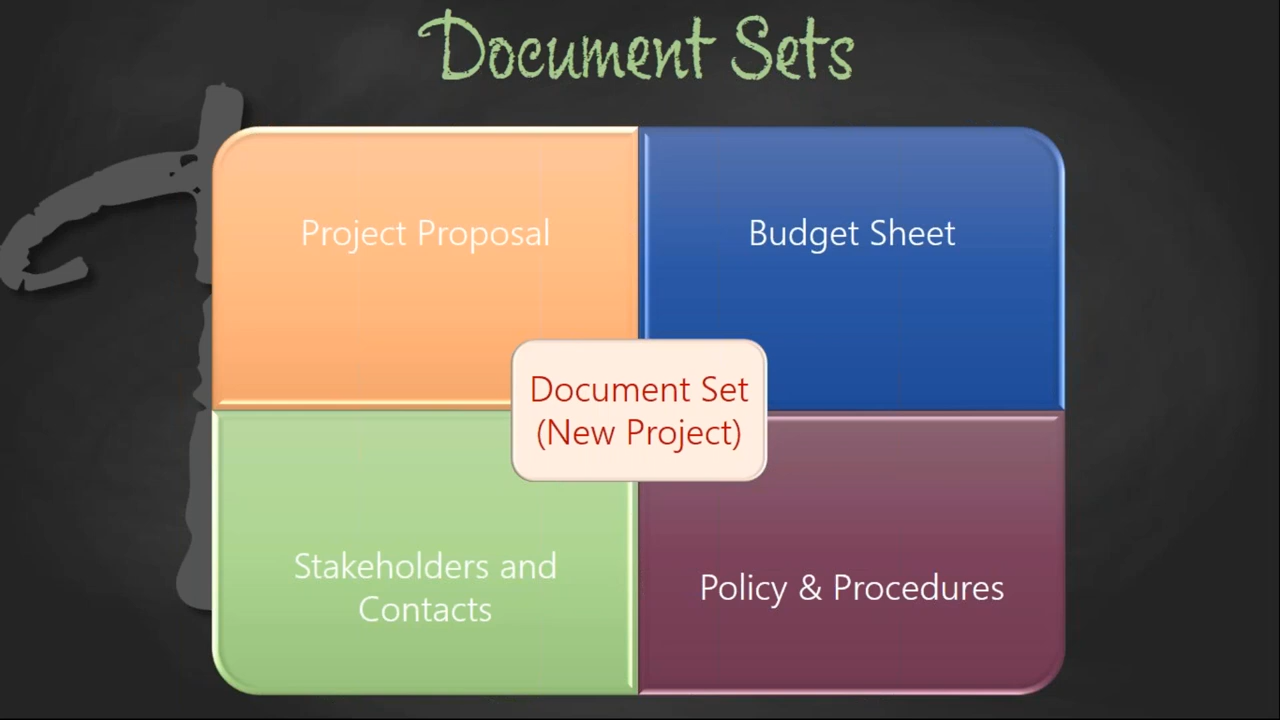 Document Sets
Project Proposal
Budget Sheet
Document Set
(New Project)
Stakeholders and
Contacts
Policy & Procedures